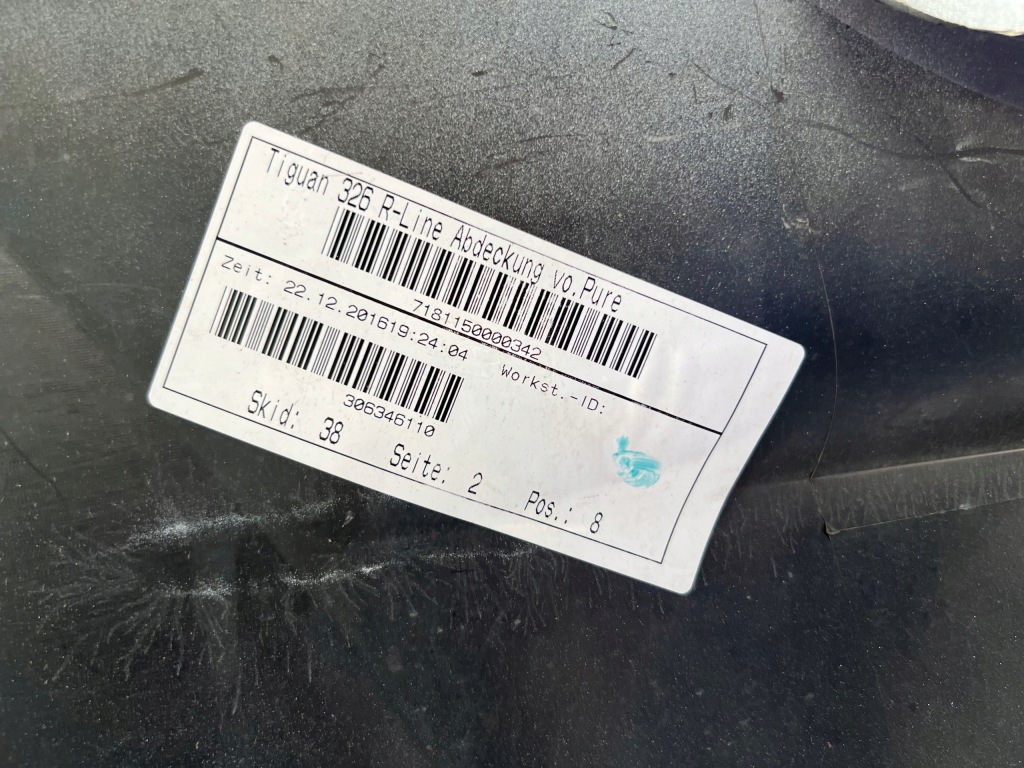 Tiguan 326 R-Line Abdeckung vo.Pure
7181150000342
Zeit: 22.12.201619:24:04
Workst.-ID:
306346110
Skid: 38 Seite: 2 Pos.: 8